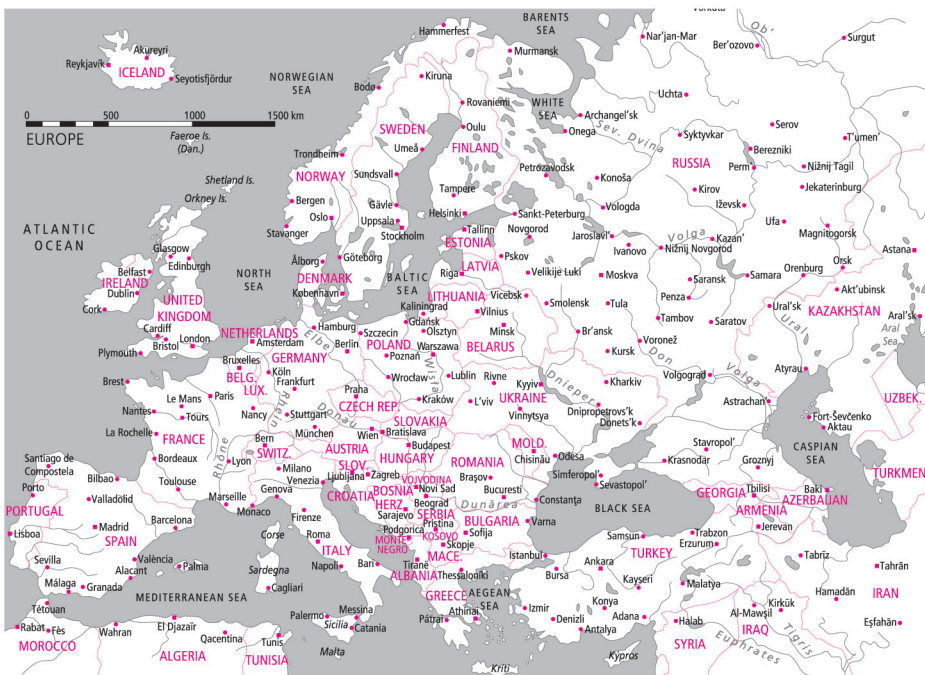 Vorkuta
BARENTS
SEA
Hammerfest
Nar'jan-Mar
Ob'
Ber'ozovo
Surgut
Akureyri
Reykjavík
ICELAND
Seyotisfjördur
NORWEGIAN
SEA
Murmansk
Bodø
Kiruna
Rovaniemi
WHITE
SEA
Uchta
Archangel'sk
0 500 1000 1500 km
EUROPE
Faeroe Is.
(Dan.)
SWEDEN
Oulu
Onega
Sev. Dvina
Syktyvkar
Serov
T'umen'
Umeå
FINLAND
Berezniki
Trondheim
RUSSIA
Perm
Nižnij Tagil
NORWAY
Sundsvall
Petrozavodsk
Konoša
Kirov
Jekaterinburg
Shetland Is.
Orkney Is.
Bergen
Tampere
Gävle
Iževsk
Oslo
Uppsala
Helsinki
Sankt-Peterburg
Vologda
Ufa
Magnitogorsk
ATLANTIC
OCEAN
Stavanger
Stockholm
Tallinn
Novgorod
Jaroslavl'
Volga
Kazan'
ESTONIA
Ivanovo
Nižnij Novgorod
Astana
Glasgow
Edinburgh
NORTH
SEA
Ålborg
Göteborg
BALTIC
SEA
Pskov
LATVIA
Orsk
Belfast
IRELAND
DENMARK
Riga
Velikije Luki
Moskva
Saransk
Samara
Orenburg
Dublin
UNITED
KINGDOM
København
LITHUANIA
Vicebsk
Smolensk
Tula
Penza
Akt'ubinsk
Cork
Kaliningrad
Vilnius
Ural'sk
KAZAKHSTAN
Cardiff
Bristol
London
NETHERLANDS
Hamburg
Gdańsk
Tambov
Saratov
Aral'sk
Amsterdam
Elbe
Szczecin
Olsztyn
Minsk
Br'ansk
Ural
Aral
Sea
Plymouth
Bruxelles
GERMANY
Berlin
POLAND
Warszawa
BELARUS
Voronež
Poznań
Kursk
Don
BELG.
Köln
Wisła
Volga
Atyrau
Brest
LUX.
Frankfurt
Wrocław
Lublin
Rivne
Kyyiv
Kharkiv
Volgograd
Le Mans
Paris
Praha
Kraków
UKRAINE
Dnieper
Astrachan'
UZBEK.
Nantes
Tours
Nancy
Rhein
Stuttgart
CZECH REP.
L'viv
Vinnytsya
Dnipropetrovs'k
Fort-Ševčenko
Donau
SLOVAKIA
Donets'k
Aktau
La Rochelle
FRANCE
München
Wien
Bratislava
MOLD.
Bern
AUSTRIA
Budapest
Chisinău
Odesa
Stavropol'
CASPIAN
SEA
Santiago de
Compostela
Bordeaux
Rhône
Lyon
SWITZ.
HUNGARY
ROMANIA
Krasnodar
Groznyj
Milano
SLOV.
Ljubljana
Zagreb
Simferopol'
TURKMEN
Bilbao
Toulouse
Venezia
VOJVODINA
Brașov
Sevastopol'
Porto
Marseille
Genova
CROATIA
BOSNIA
Novi Sad
Bucuresti
Constanța
GEORGIA
Tbilisi
Baki
Valladolid
Monaco
HERZ.
Beograd
Dunărea
BLACK SEA
AZERBAIJAN
PORTUGAL
Firenze
Sarajevo
SERBIA
ARMENIA
Madrid
Barcelona
Corse
Roma
Podgorica
Pristina
BULGARIA
Varna
Jerevan
Lisboa
SPAIN
ITALY
MONTE
NEGRO
KOSOVO
Sofija
Samsun
Trabzon
Skopje
Erzurum
Sevilla
València
Sardegna
Napoli
Bari
MACE.
Istanbul
TURKEY
Tabrīz
Alacant
Palma
Tiranë
Thessaloníki
Bursa
Ankara
Tahrān
Málaga
Granada
Cagliari
ALBANIA
Kayseri
Malatya
Tétouan
MEDITERRANEAN SEA
GREECE
AEGEAN
SEA
Hamadān
IRAN
Rabat
Fès
Wahran
El Djazaïr
Palermo
Messina
Athínai
Izmir
Konya
Adana
Al-Mawşil
Kirkūk
Sicilia
Catania
Pátrai
Denizli
Halab
Eşfahān
MOROCCO
Qacentina
Tunis
Antalya
IRAQ
Tigris
ALGERIA
TUNISIA
Malta
SYRIA
Euphrates
Kríti
Kýpros